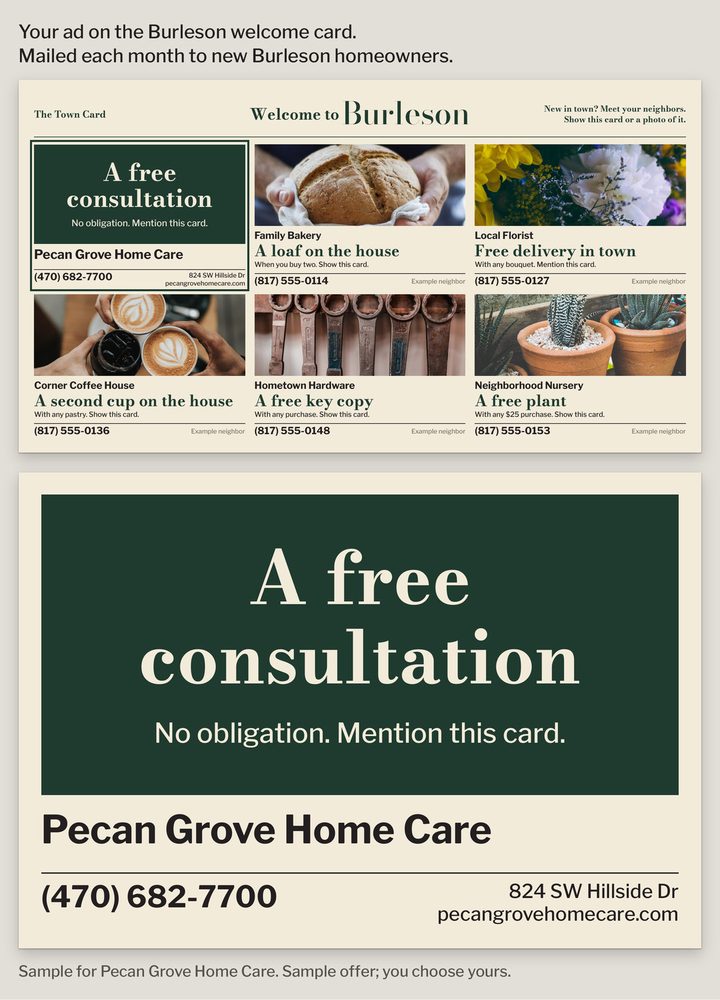 Your ad on the Burleson welcome card.
Mailed each month to new Burleson homeowners.
The Town Card
Welcome to Burleson
New in town? Meet your neighbors.
Show this card or a photo of it.
A free
consultation
No obligation. Mention this card.
Pecan Grove Home Care
(470) 682-7700
824 SW Hillside Dr
pecangrovehomecare.com
Family Bakery
A loaf on the house
When you buy two. Show this card.
(817) 555-0114
Example neighbor
Local Florist
Free delivery in town
With any bouquet. Mention this card.
(817) 555-0127
Example neighbor
Corner Coffee House
A second cup on the house
With any pastry. Show this card.
(817) 555-0136
Example neighbor
Hometown Hardware
A free key copy
With any purchase. Show this card.
(817) 555-0148
Example neighbor
Neighborhood Nursery
A free plant
With any $25 purchase. Show this card.
(817) 555-0153
Example neighbor
A free
consultation
No obligation. Mention this card.
Pecan Grove Home Care
(470) 682-7700
824 SW Hillside Dr
pecangrovehomecare.com
Sample for Pecan Grove Home Care. Sample offer; you choose yours.